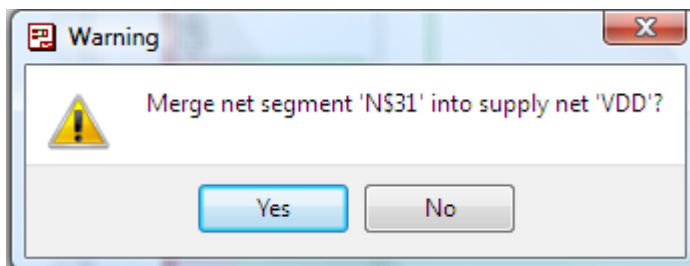 Warning
Merge net segment 'N$31' into supply net 'VDD'?
Yes
No